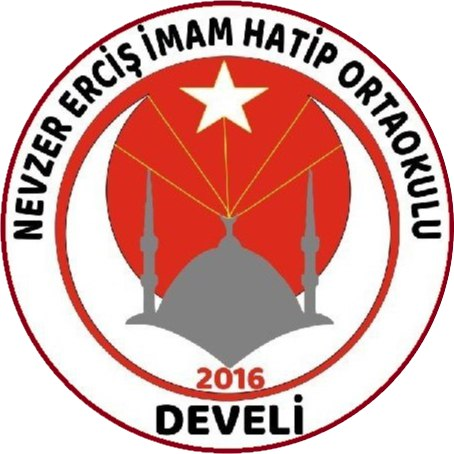 NEVZER ERCİŞ İMAM HATİP ORTAOKULU
2016
DEVELİ